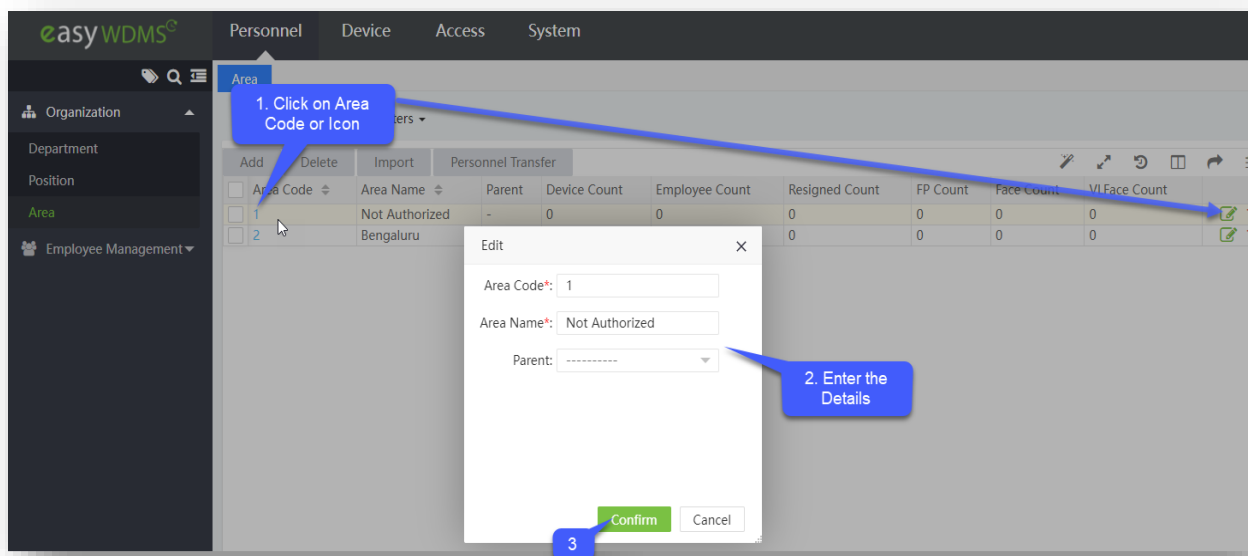 easy WDMS
Personnel Device Access System
Area
Organization
1. Click on Area
Code or Icon
ters
Department
Add Delete Import Personnel Transfer
Position
Area Code Area Name Parent Device Count Employee Count Resigned Count FP Count Face Count VI Face Count
Area
1 Not Authorized - 0 0 0 0 0 0
2 Bengaluru 0 0 0 0
Employee Management
Edit
Area Code*: 1
Area Name*: Not Authorized
Parent: ----------
2. Enter the
Details
Confirm Cancel
3